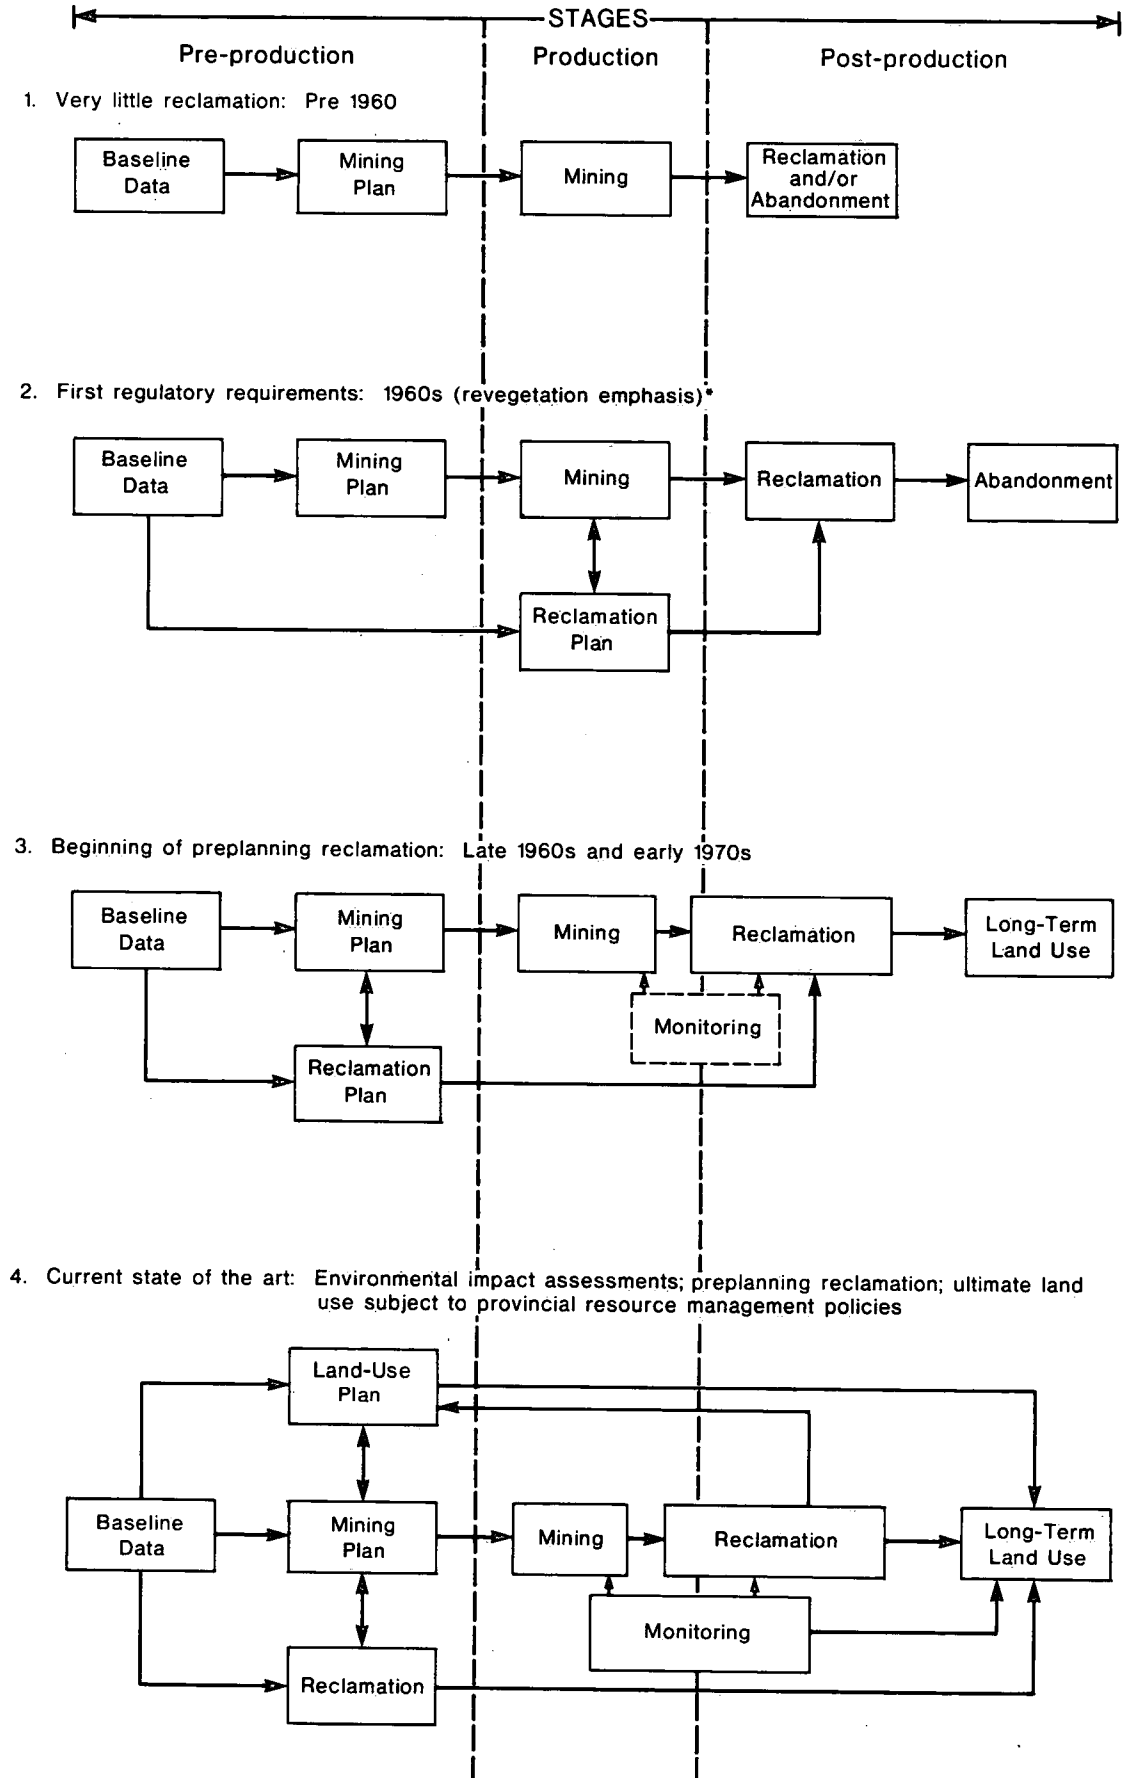 STAGES
Pre-production
Production
Post-production
1. Very little reclamation: Pre 1960
Baseline
Data
Mining
Plan
Mining
Reclamation
and/or
Abandonment
2. First regulatory requirements: 1960s (revegetation emphasis)*
Baseline
Data
Mining
Plan
Mining
Reclamation
Abandonment
Reclamation
Plan
3. Beginning of preplanning reclamation: Late 1960s and early 1970s
Baseline
Data
Mining
Plan
Mining
Reclamation
Long-Term
Land Use
Monitoring
Reclamation
Plan
4. Current state of the art: Environmental impact assessments; preplanning reclamation; ultimate land
use subject to provincial resource management policies
Land-Use
Plan
Baseline
Data
Mining
Plan
Mining
Reclamation
Long-Term
Land Use
Monitoring
Reclamation